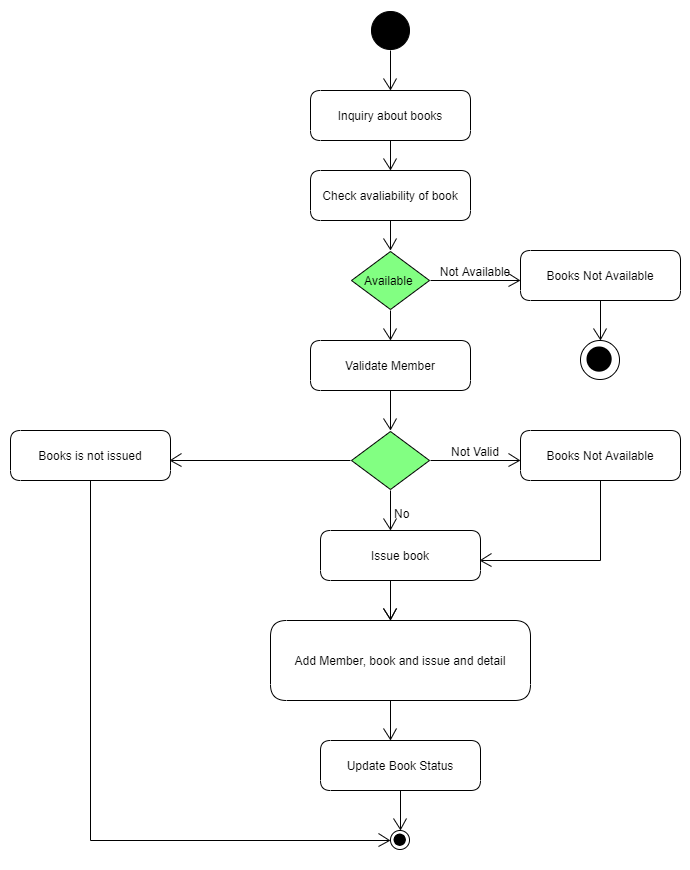 Inquiry about books
Check avaliability of book
Available
Not Available
Books Not Available
Validate Member
Books is not issued
Not Valid
Books Not Available
No
Issue book
Add Member, book and issue and detail
Update Book Status